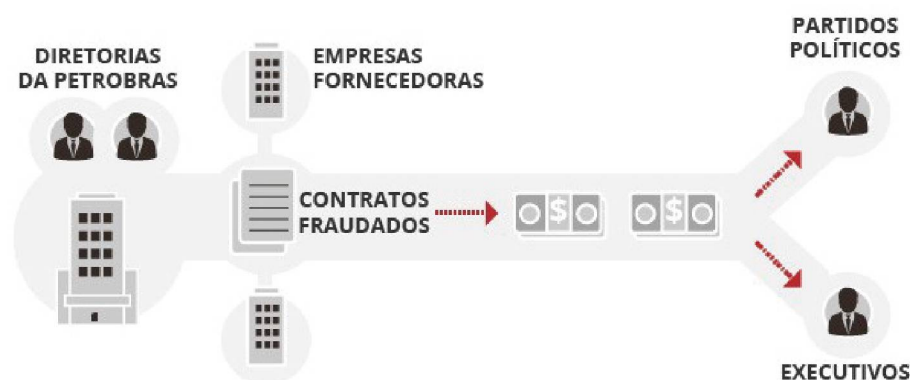 DIRETORIAS
DA PETROBRAS
EMPRESAS
FORNECEDORAS
PARTIDOS
POLÍTICOS
CONTRATOS
FRAUDADOS
$
$
EXECUTIVOS